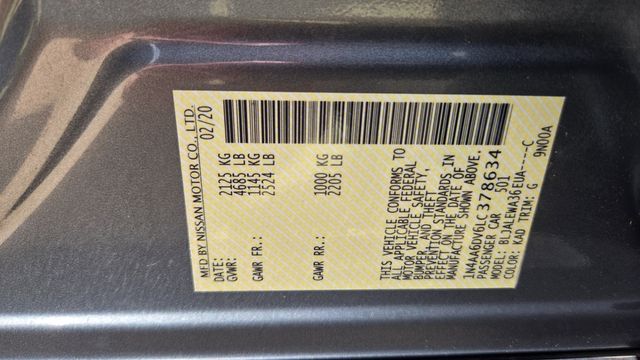 MFD BY NISSAN MOTOR CO., LTD
DATE: 02/20
GVWR: 2125 KG
4685 LB
GAWR FR: 1145 KG
2524 LB
GAWR RR: 1000 KG
2205 LB
THIS VEHICLE CONFORMS TO
ALL APPLICABLE FEDERAL
MOTOR VEHICLE SAFETY,
BUMPER, AND THEFT
PREVENTION STANDARDS IN
EFFECT ON THE DATE OF
MANUFACTURE SHOWN ABOVE.
1N4AA6DV6LC378634
PASSENGER CAR 501
MODEL: BLJALEWA36EUA----C
COLOR: KAD TRIM: G 9N00A